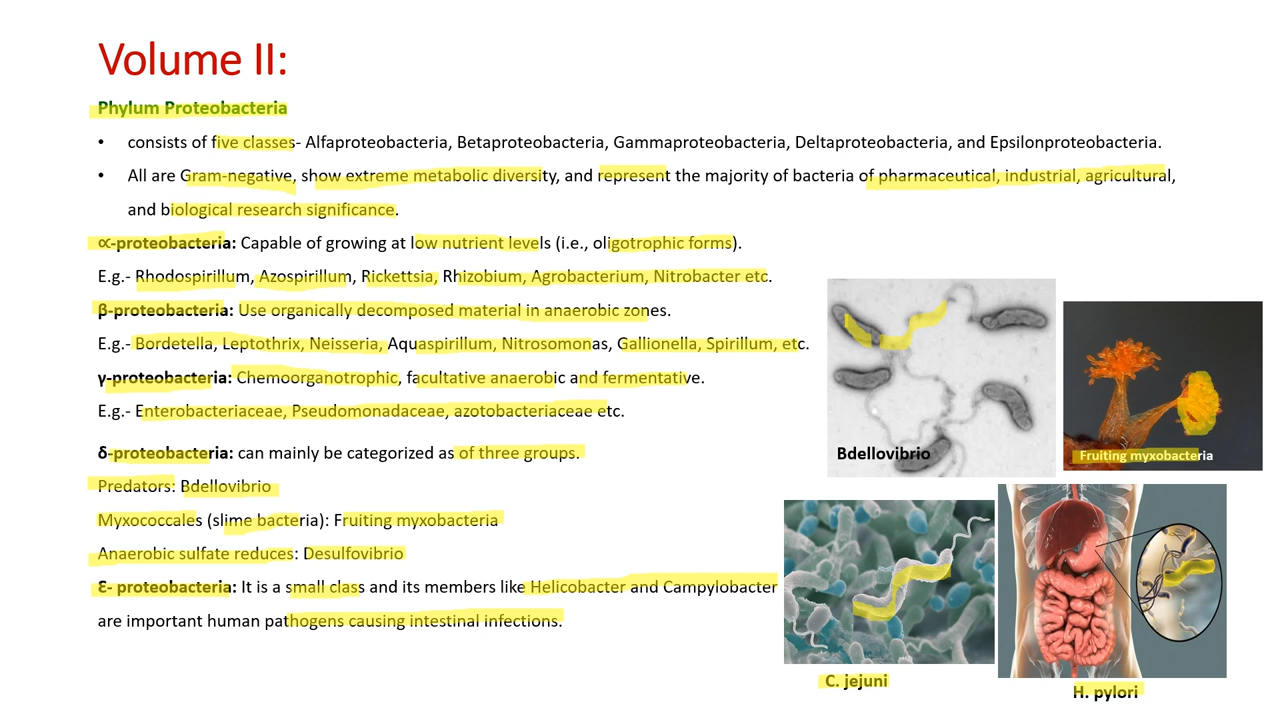 Volume II:
Phylum Proteobacteria
• consists of five classes- Alfaproteobacteria, Betaproteobacteria, Gammaproteobacteria, Deltaproteobacteria, and Epsilonproteobacteria.
• All are Gram-negative, show extreme metabolic diversity, and represent the majority of bacteria of pharmaceutical, industrial, agricultural,
and biological research significance.
∝-proteobacteria: Capable of growing at low nutrient levels (i.e., oligotrophic forms).
E.g.- Rhodospirillum, Azospirillum, Rickettsia, Rhizobium, Agrobacterium, Nitrobacter etc.
β-proteobacteria: Use organically decomposed material in anaerobic zones.
E.g.- Bordetella, Leptothrix, Neisseria, Aquaspirillum, Nitrosomonas, Gallionella, Spirillum, etc.
γ-proteobacteria: Chemoorganotrophic, facultative anaerobic and fermentative.
E.g.- Enterobacteriaceae, Pseudomonadaceae, azotobacteriaceae etc.
δ-proteobacteria: can mainly be categorized as of three groups.
Predators: Bdellovibrio
Myxococcales (slime bacteria): Fruiting myxobacteria
Anaerobic sulfate reduces: Desulfovibrio
Ɛ- proteobacteria: It is a small class and its members like Helicobacter and Campylobacter
are important human pathogens causing intestinal infections.
Bdellovibrio
Fruiting myxobacteria
C. jejuni
H. pylori